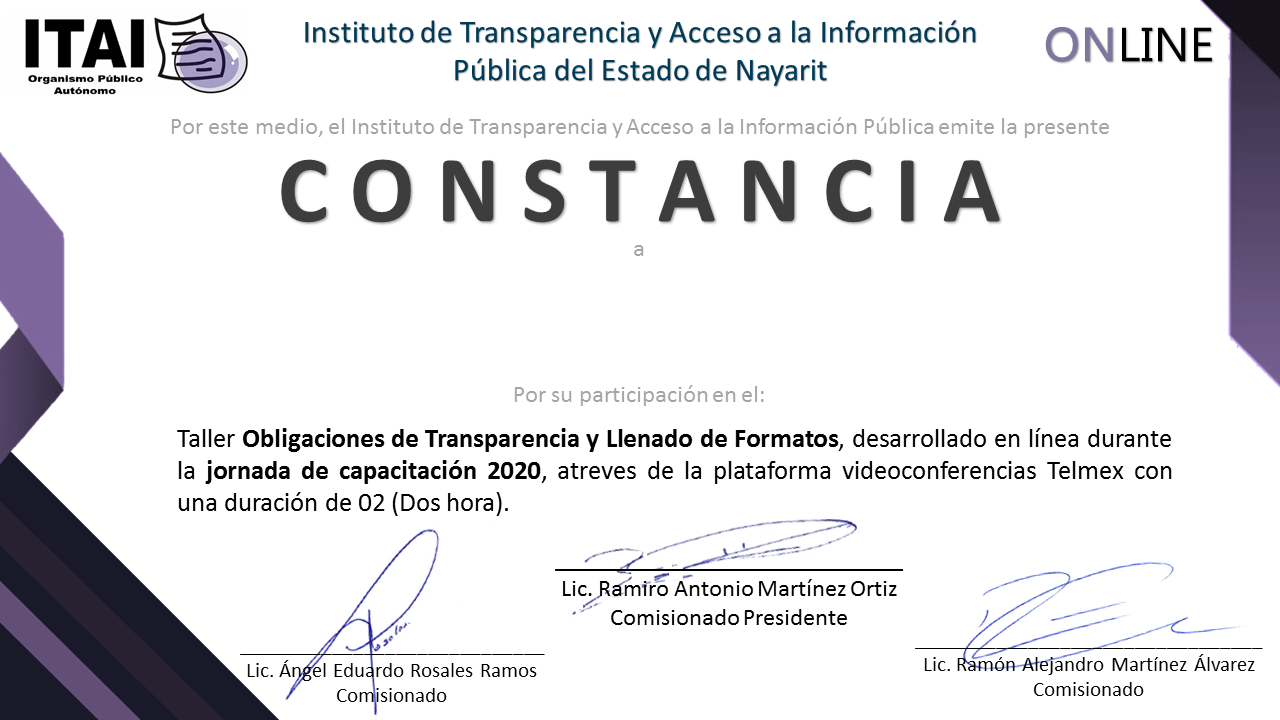 ITAI
Organismo Público
Autónomo
Instituto de Transparencia y Acceso a la Información
Pública del Estado de Nayarit
ONLINE
Por este medio, el Instituto de Transparencia y Acceso a la Información Pública emite la presente
CONSTANCIA
a
Por su participación en el:
Taller Obligaciones de Transparencia y Llenado de Formatos, desarrollado en línea durante
la jornada de capacitación 2020, atreves de la plataforma videoconferencias Telmex con
una duración de 02 (Dos hora).
Lic. Ramiro Antonio Martínez Ortiz
Comisionado Presidente
Lic. Ángel Eduardo Rosales Ramos
Comisionado
Lic. Ramón Alejandro Martínez Álvarez
Comisionado